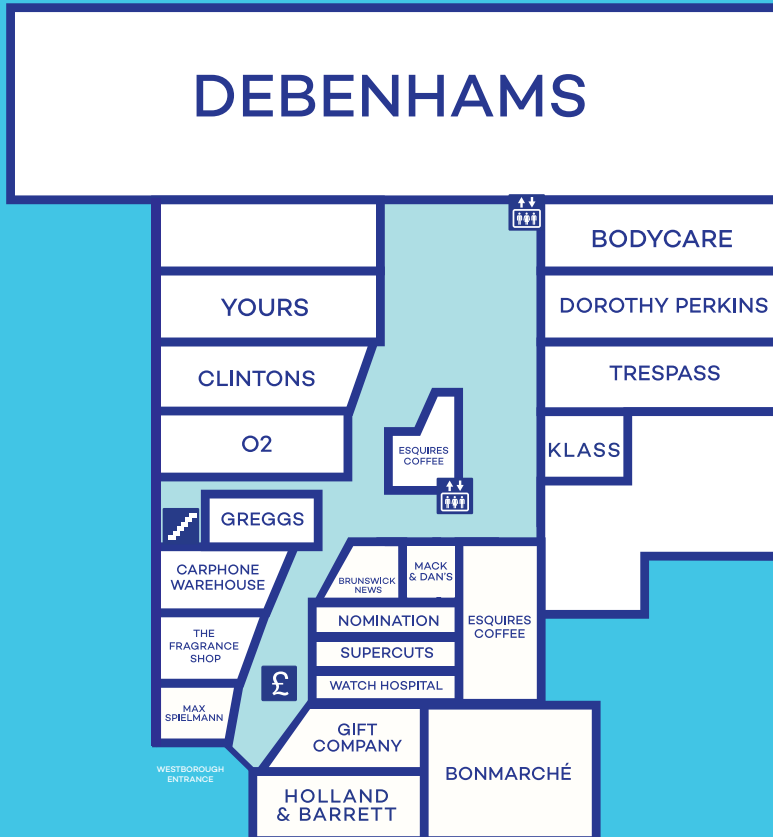 DEBENHAMS
BODYCARE
YOURS
DOROTHY PERKINS
CLINTONS
TRESPASS
O2
ESQUIRES
COFFEE
KLASS
GREGGS
CARPHONE
WAREHOUSE
BRUNSWICK
NEWS
MACK
& DAN'S
NOMINATION
ESQUIRES
COFFEE
THE
FRAGRANCE
SHOP
SUPERCUTS
WATCH HOSPITAL
£
MAX
SPIELMANN
GIFT
COMPANY
WESTBOROUGH
ENTRANCE
BONMARCHÉ
HOLLAND
& BARRETT